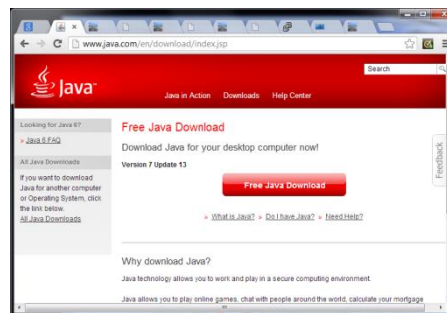 www.java.com/en/download/index.jsp
Search
Java
Java in Action Downloads Help Center
Looking for Java 6?
» Java 6 FAQ
All Java Downloads
If you want to download
Java for another computer
or Operating System, click
the link below.
All Java Downloads
Free Java Download
Download Java for your desktop computer now!
Version 7 Update 13
Free Java Download
» What is Java? » Do I have Java? » Need Help?
Why download Java?
Java technology allows you to work and play in a secure computing environment.
Java allows you to play online games, chat with people around the world, calculate your mortgage
Feedback